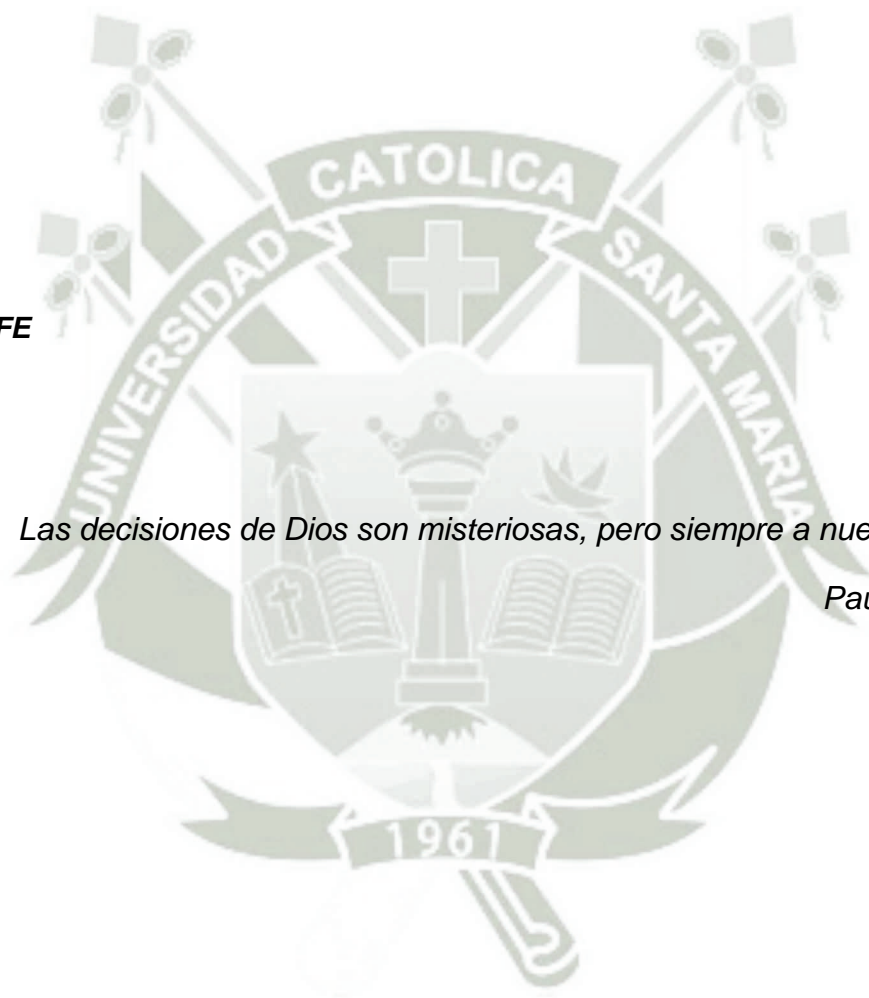 UNIVERSIDAD CATOLICA SANTA MARIA
FE
Las decisiones de Dios son misteriosas, pero siempre a nue
Pau
1961